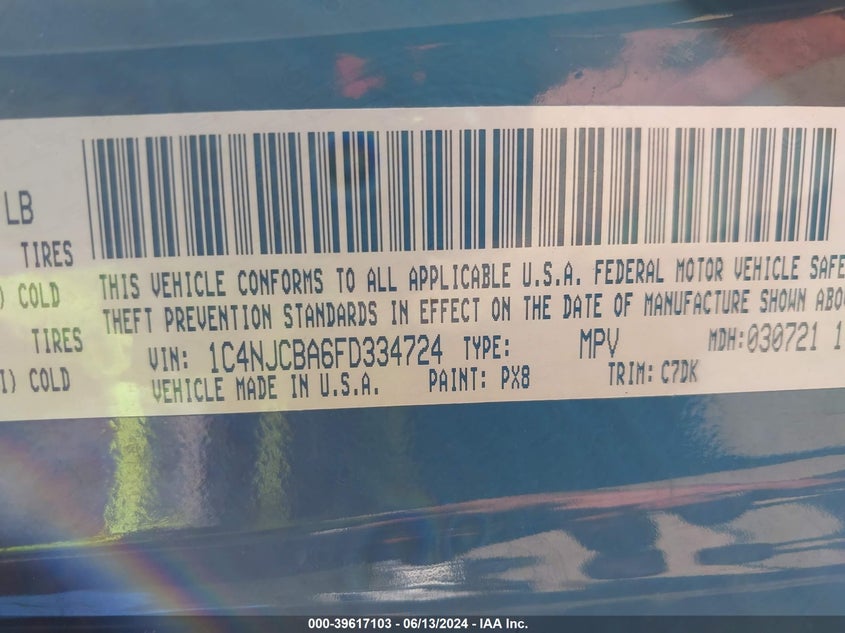 LB
TIRES
) COLD
TIRES
I) COLD
THIS VEHICLE CONFORMS TO ALL APPLICABLE U.S.A. FEDERAL MOTOR VEHICLE SAFE
THEFT PREVENTION STANDARDS IN EFFECT ON THE DATE OF MANUFACTURE SHOWN ABO
VIN: 1C4NJCBA6FD334724 TYPE: MPV MDH: 030721 1
VEHICLE MADE IN U.S.A. PAINT: PX8 TRIM: C7DK
000-39617103 - 06/13/2024 - IAA Inc.